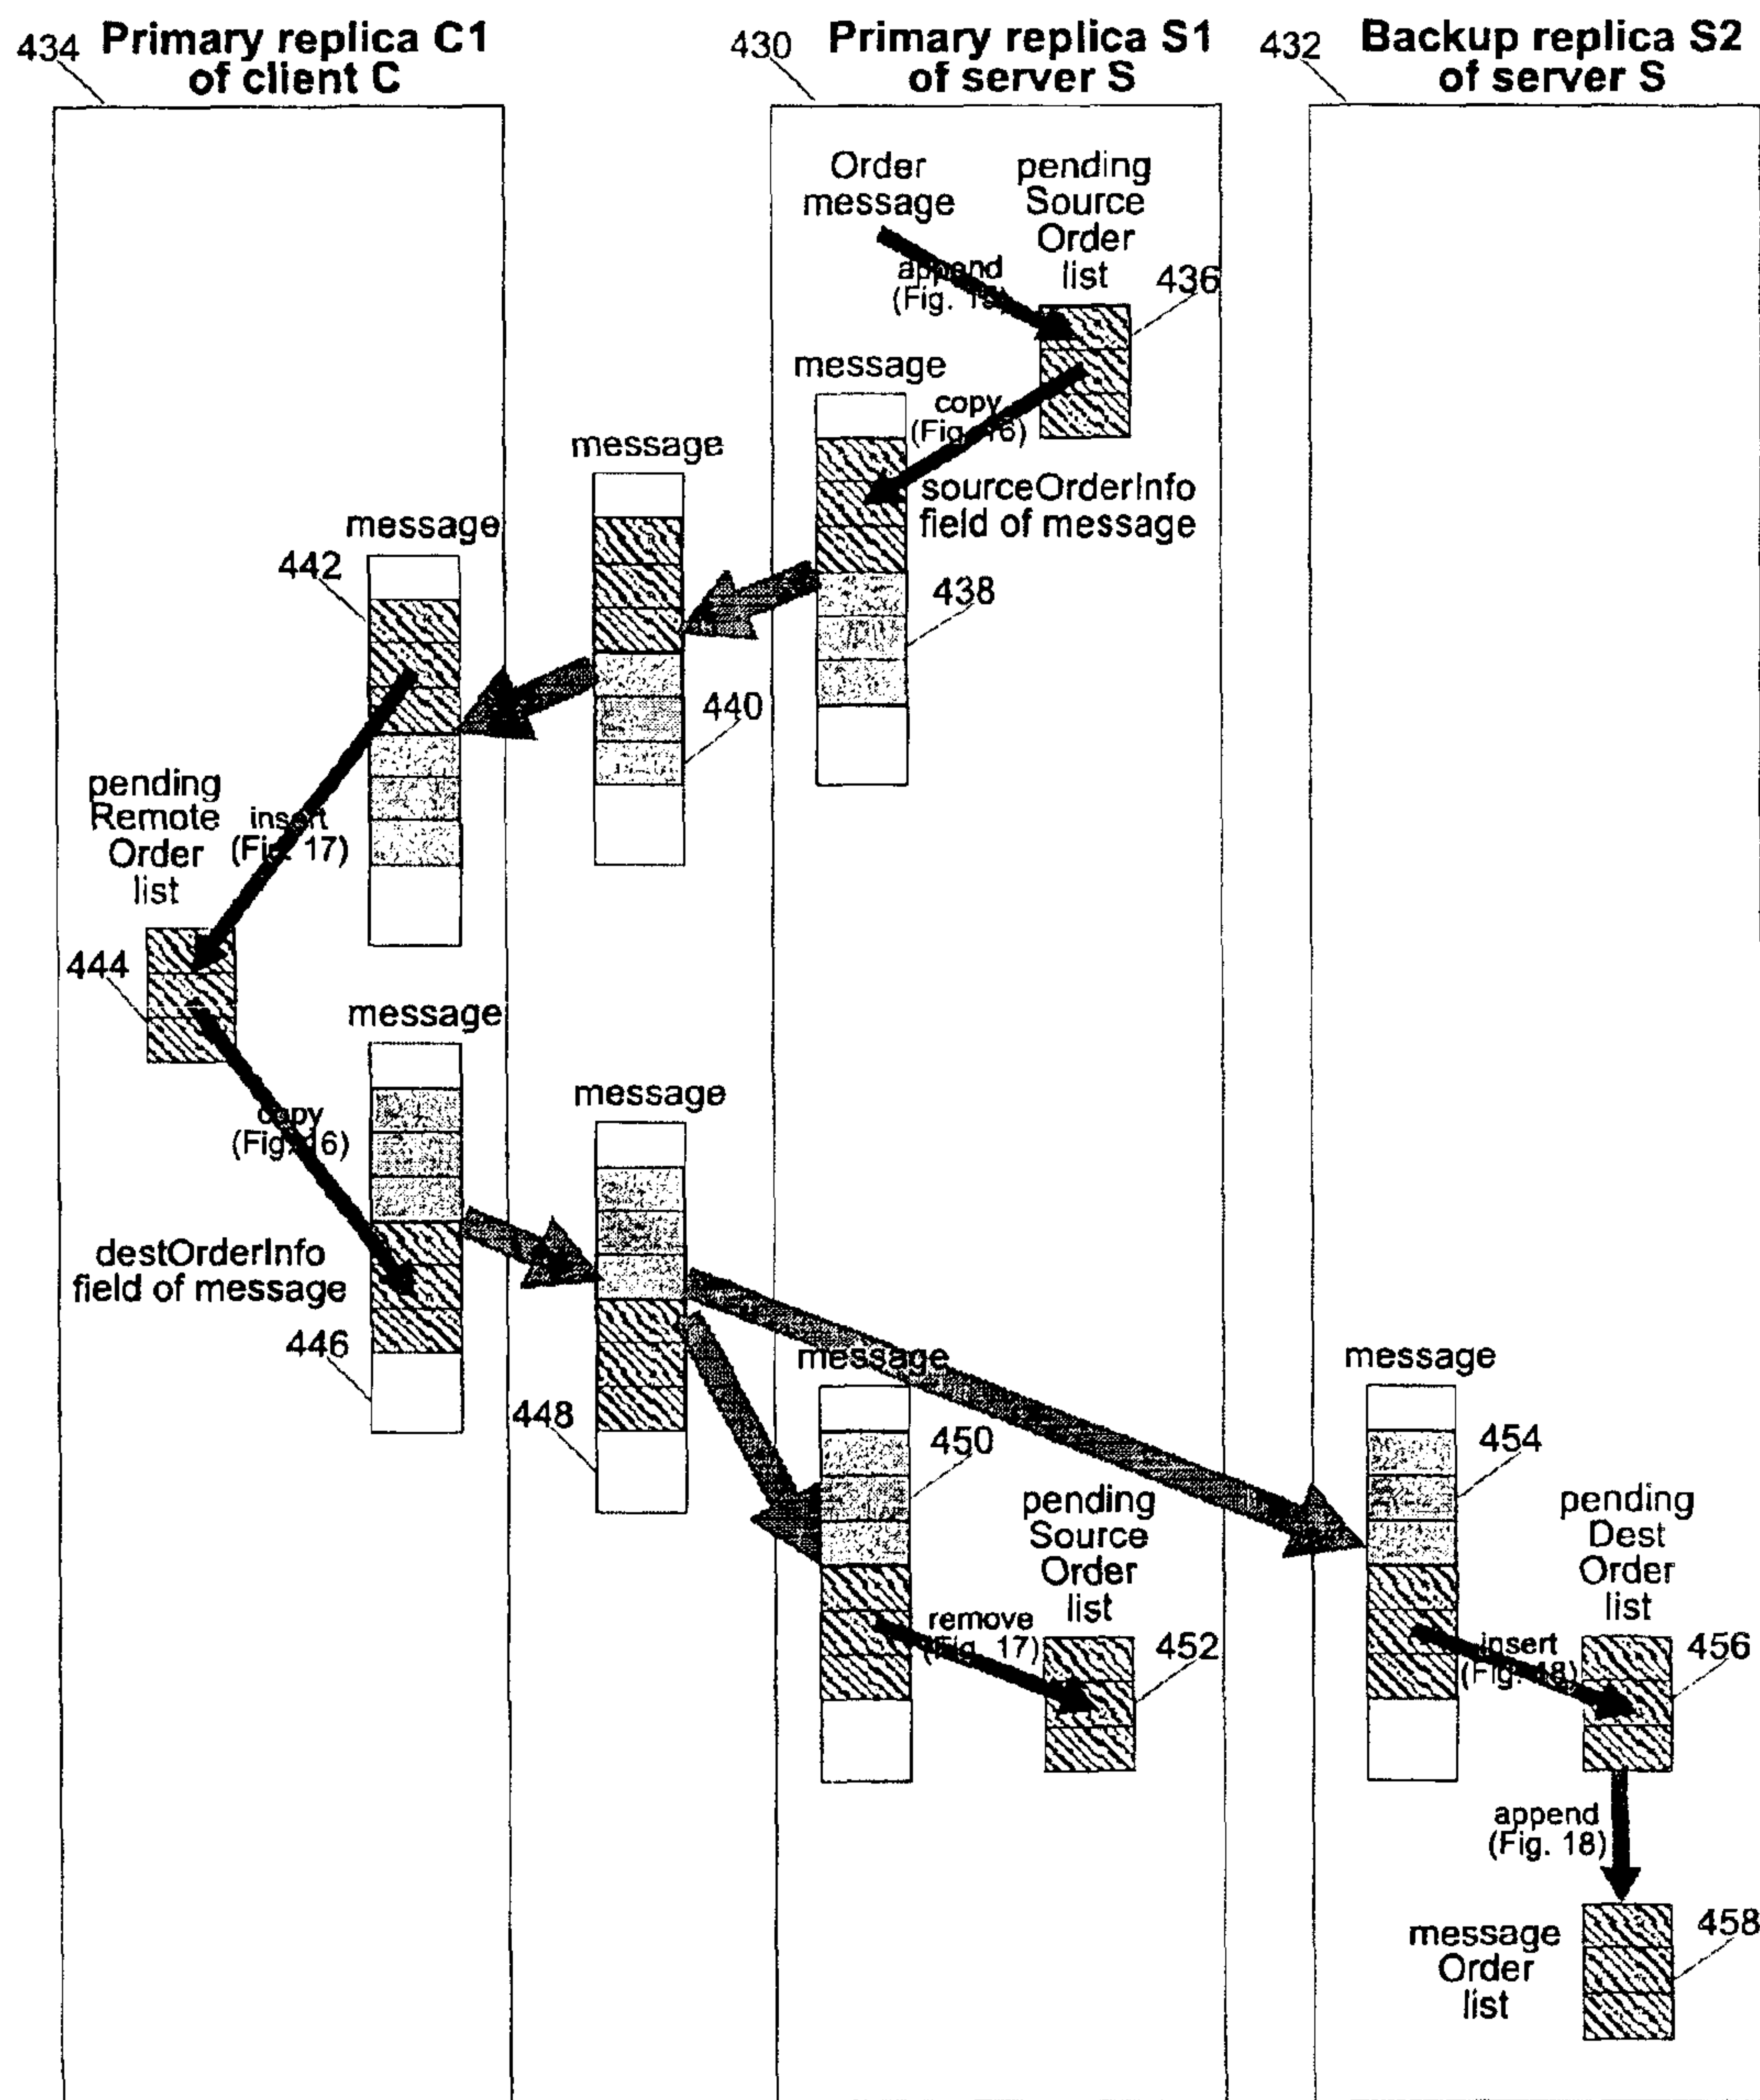 434 Primary replica C1
of client C
430 Primary replica S1
of server S
432 Backup replica S2
of server S
Order
message
pending
Source
Order
list
436
append
(Fig. 15)
message
copy
(Fig. 16)
sourceOrderInfo
field of message
438
message
440
message
442
pending
Remote
Order
list
insert
(Fig. 17)
444
message
copy
(Fig. 16)
destOrderInfo
field of message
446
message
448
message
450
pending
Source
Order
list
remove
(Fig. 17)
452
message
454
pending
Dest
Order
list
insert
(Fig. 18)
456
append
(Fig. 18)
message
Order
list
458